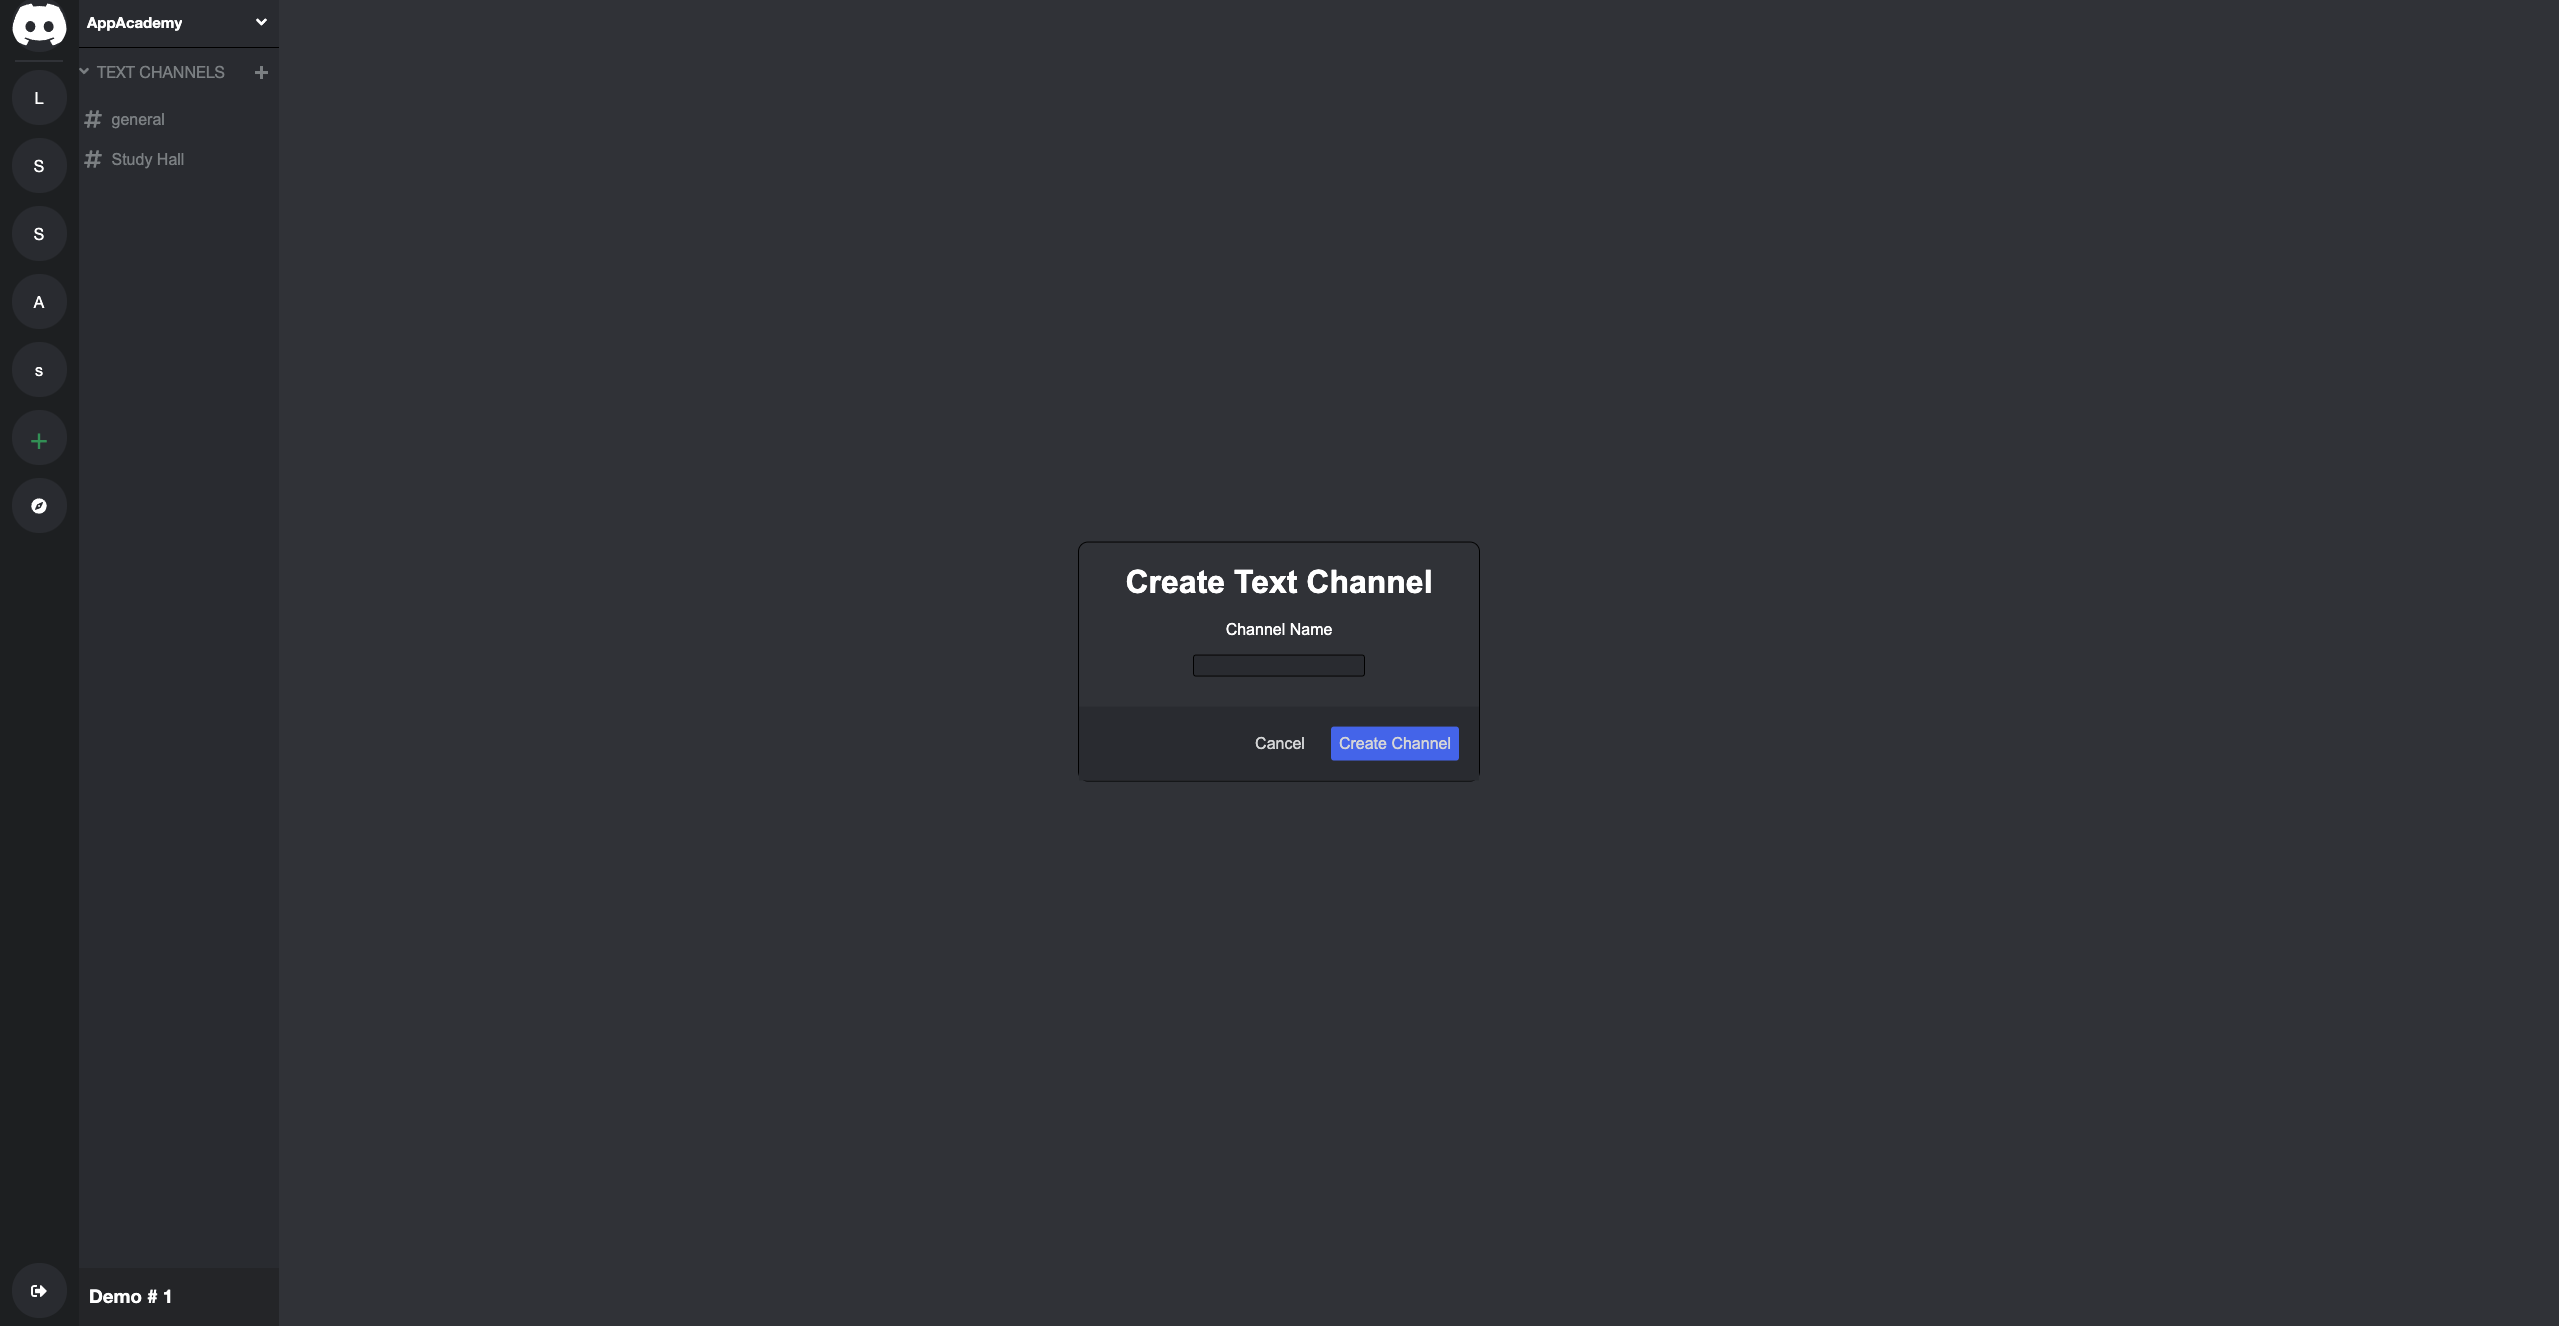 AppAcademy
TEXT CHANNELS
L
# general
S
# Study Hall
S
A
s
Create Text Channel
Channel Name
Cancel
Create Channel
Demo # 1